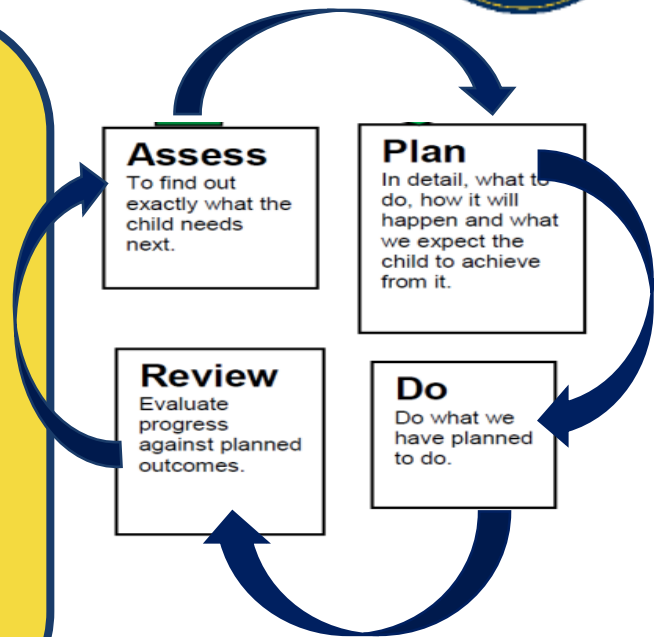 Assess
To find out
exactly what the
child needs
next.
Plan
In detail, what to
do, how it will
happen and what
we expect the
child to achieve
from it.
Review
Evaluate
progress
against planned
outcomes.
Do
Do what we
have planned
to do.